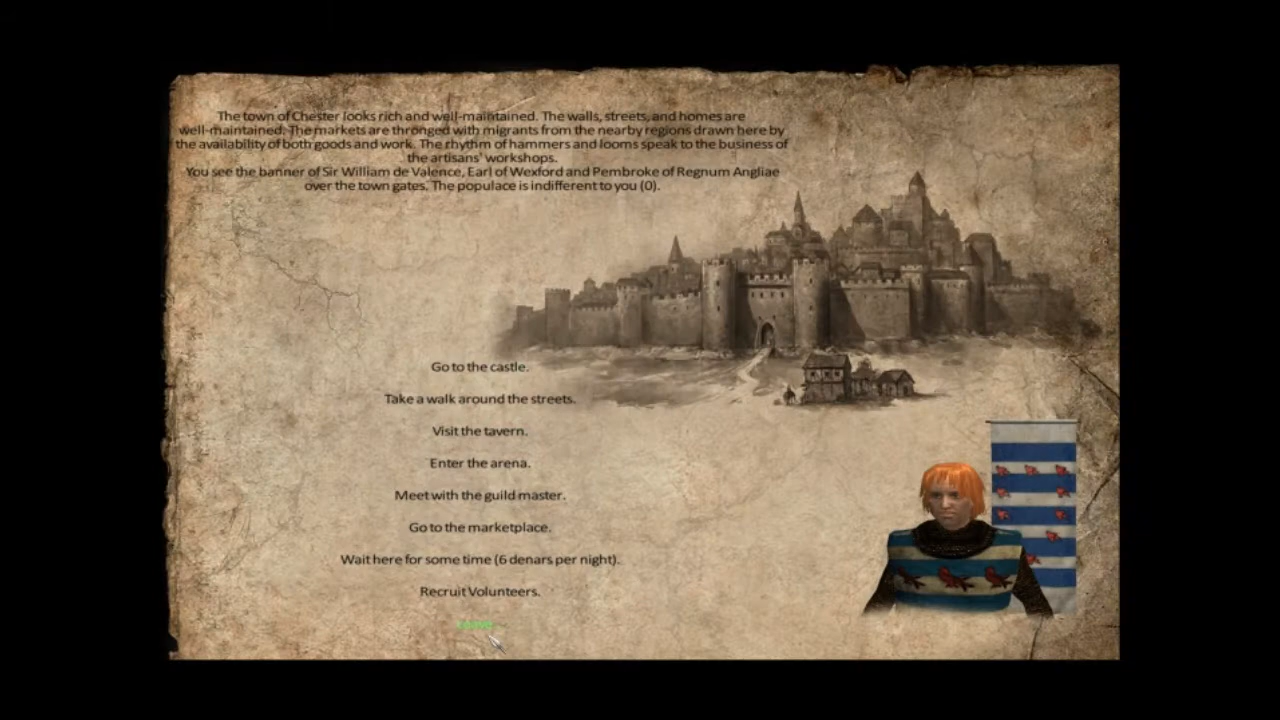 The town of Chester looks rich and well-maintained. The walls, streets, and homes are
well-maintained. The markets are thronged with migrants from the nearby regions drawn here by
the availability of both goods and work. The rhythm of hammers and looms speak to the business of
the artisans' workshops.
You see the banner of Sir William de Valence, Earl of Wexford and Pembroke of Regnum Angliae
over the town gates. The populace is indifferent to you (0).
Go to the castle.
Take a walk around the streets.
Visit the tavern.
Enter the arena.
Meet with the guild master.
Go to the marketplace.
Wait here for some time (6 denars per night).
Recruit Volunteers.